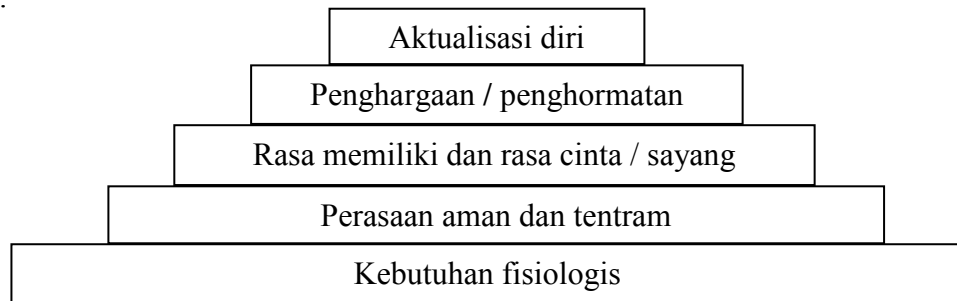 .
Aktualisasi diri
Penghargaan / penghormatan
Rasa memiliki dan rasa cinta / sayang
Perasaan aman dan tentram
Kebutuhan fisiologis